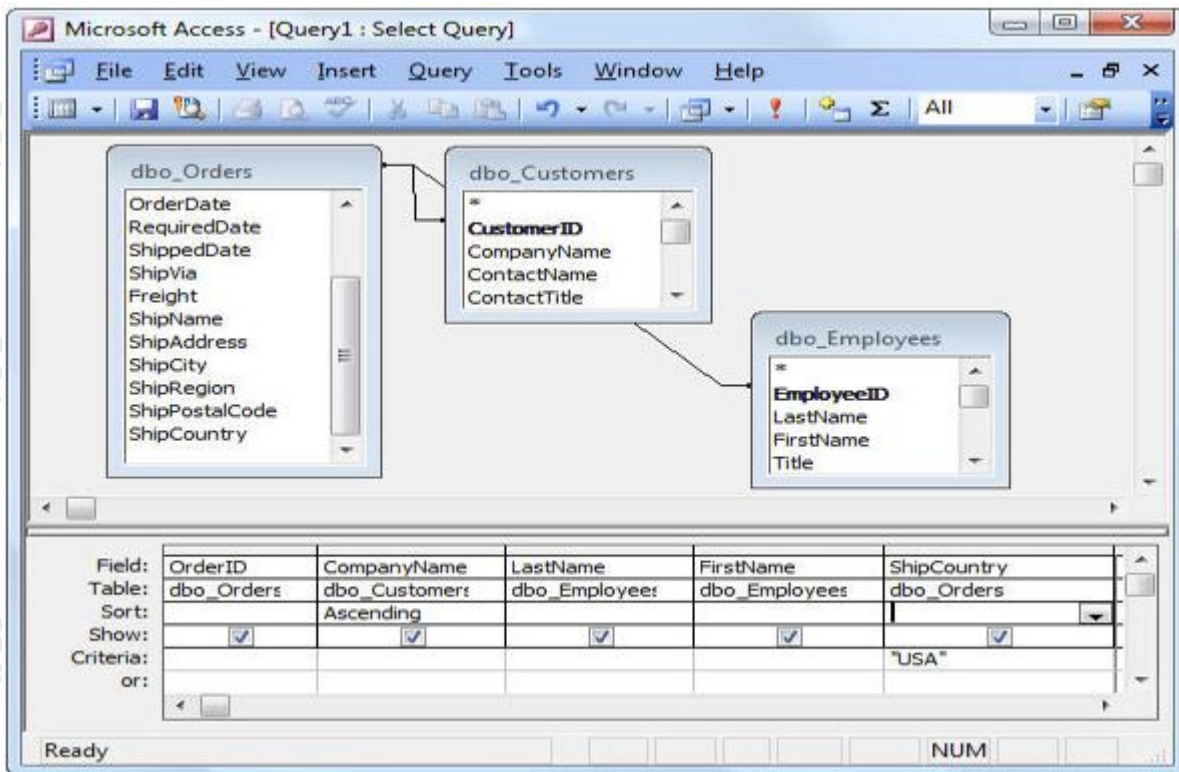 Microsoft Access - [Query1 : Select Query]
File Edit View Insert Query Tools Window Help
ABC Σ All
dbo_Orders
OrderDate
RequiredDate
ShippedDate
ShipVia
Freight
ShipName
ShipAddress
ShipCity
ShipRegion
ShipPostalCode
ShipCountry
dbo_Customers
*
CustomerID
CompanyName
ContactName
ContactTitle
dbo_Employees
*
EmployeeID
LastName
FirstName
Title
Field: OrderID CompanyName LastName FirstName ShipCountry
Table: dbo_Orders dbo_Customers dbo_Employees dbo_Employees dbo_Orders
Sort: Ascending
Show:
Criteria: "USA"
or:
Ready NUM